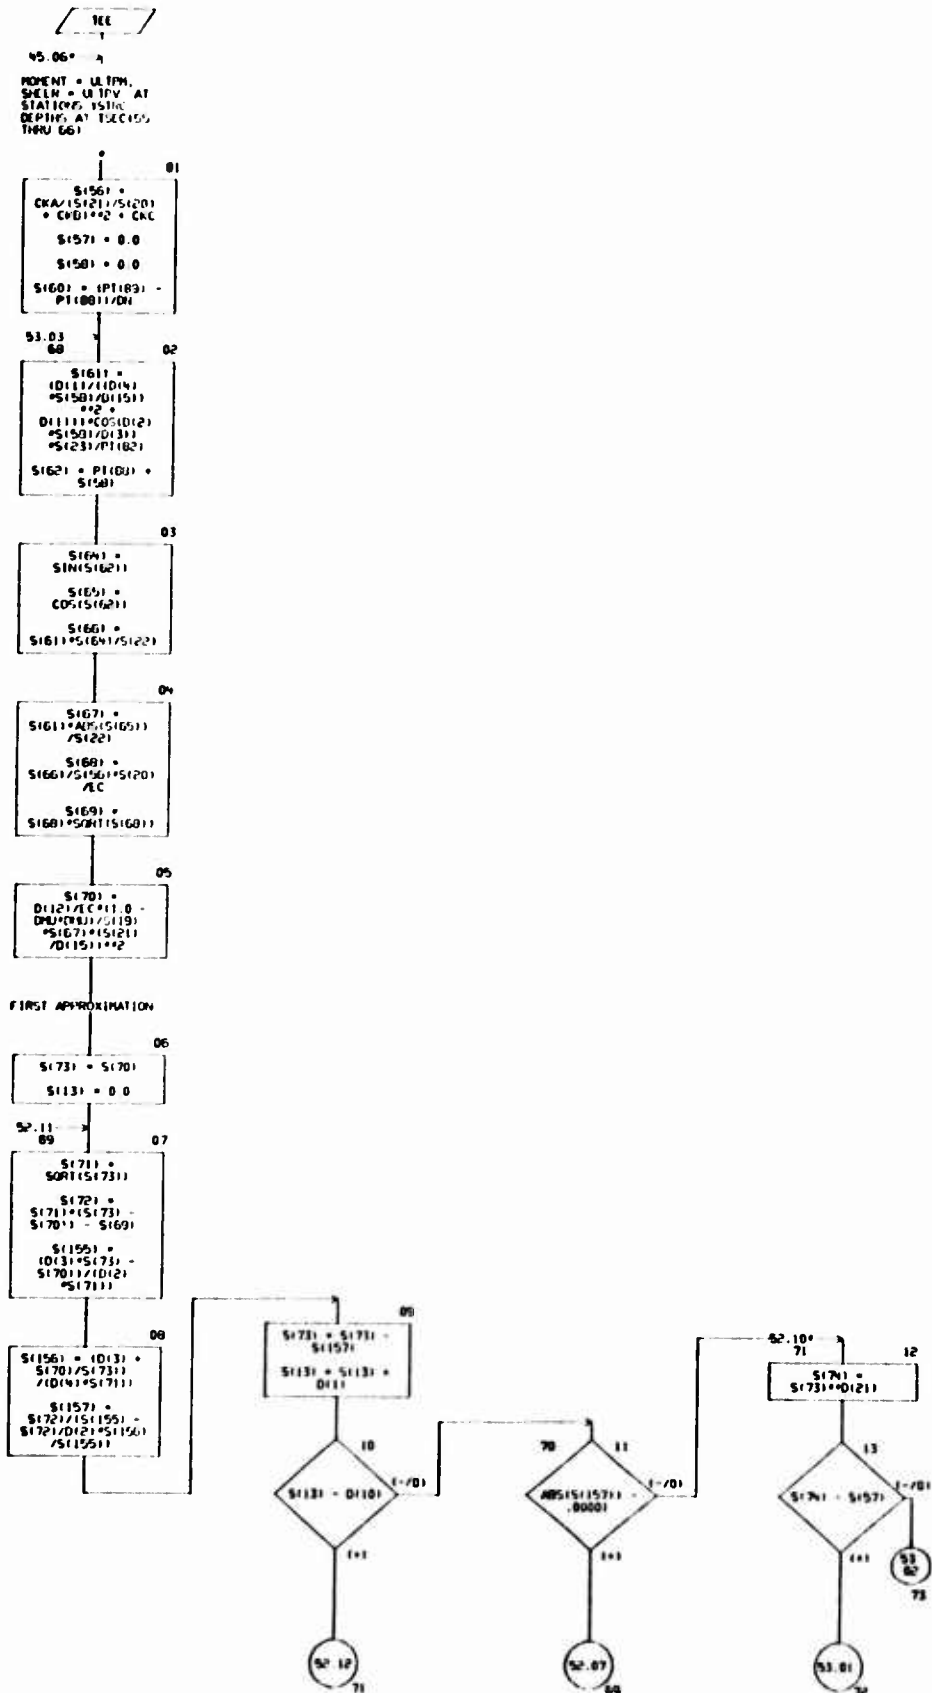 TEE
45.06*
MOMENT = ULTPM,
SHEER = ULTPV AT
STATIONS
DEPTHS AT TSEC(55
THRU 66)
01
S(56) =
CKA/(S(21)/S(20)
+ CKB)**2 + CKC
S(57) = 0.0
S(58) = 0.0
S(60) = (PT(89) -
PT(88))/DN
53.03
68
02
S(61) =
(D(1)/((D(4)
*S(58)/D(15))
**2 +
D(1)))*COS(D(2)
*S(58)/D(3))
*S(23)/PT(82)
S(62) = PT(88) +
S(58)
03
S(64) =
SIN(S(62))
S(65) =
COS(S(62))
S(66) =
S(61)*S(64)/S(22)
04
S(67) =
S(61)*ABS(S(65))
/S(22)
S(68) =
S(66)/S(56)*S(20)
/EC
S(69) =
S(68)*SQRT(S(68))
05
S(70) =
D(12)/EC*(1.0 -
DMU*DMU)/S(19)
*S(67)*(S(21)
/D(15))**2
FIRST APPROXIMATION
06
S(73) = S(70)
S(13) = 0.0
52.11
69
07
S(71) =
SQRT(S(73))
S(72) =
S(71)*(S(73) -
S(70)) - S(69)
S(155) =
(D(3)*S(73) -
S(70))/(D(2)
*S(71))
08
S(156) = (D(3) +
S(70)/S(73))
/(D(4)*S(71))
S(157) =
S(72)/(S(155) -
S(72)/D(2)*S(156)
/S(155))
09
S(73) = S(73) -
S(157)
S(13) = S(13) +
D(1)
10
S(13) - D(10)
(-/0)
(+)
52.12
71
70
11
ABS(S(157)) -
.00001
(-/0)
(+)
52.07
69
52.10*
71
12
S(74) =
S(73)**D(21)
13
S(74) - S(57)
(-/0)
(+)
53
02
73
53.01
72